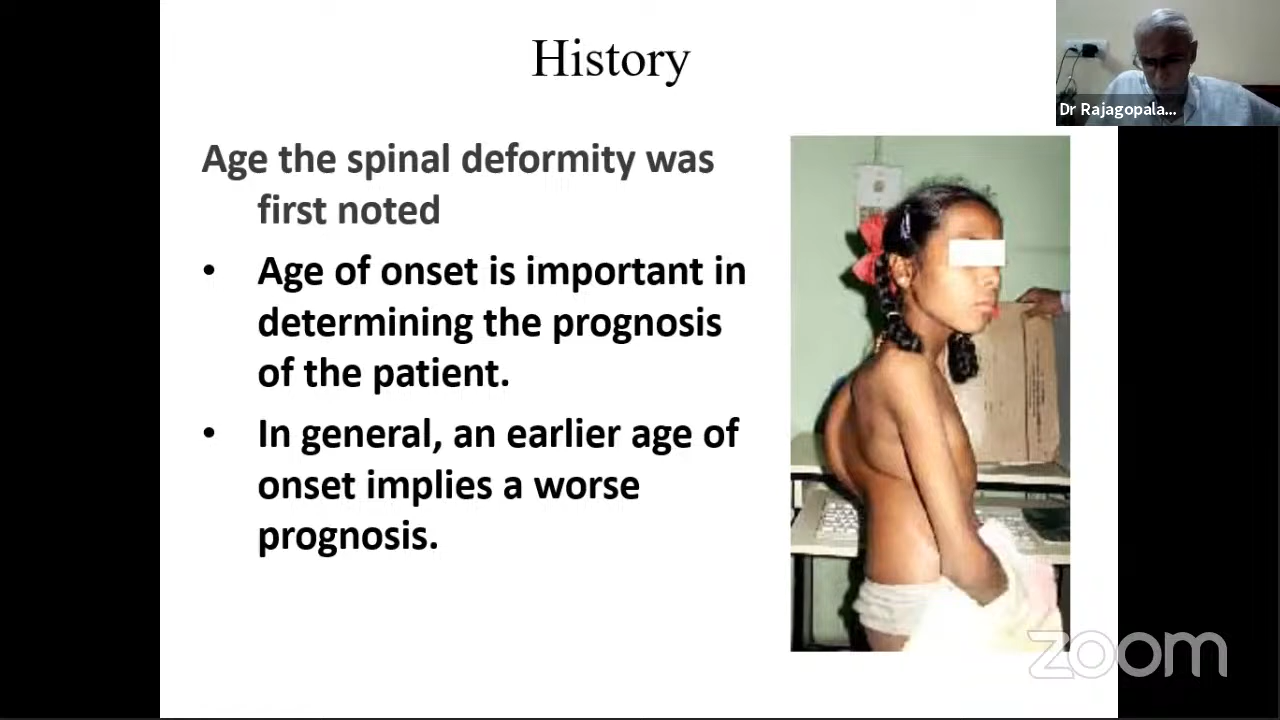 History
Dr Rajagopala...
Age the spinal deformity was
first noted
• Age of onset is important in
determining the prognosis
of the patient.
• In general, an earlier age of
onset implies a worse
prognosis.
zoom